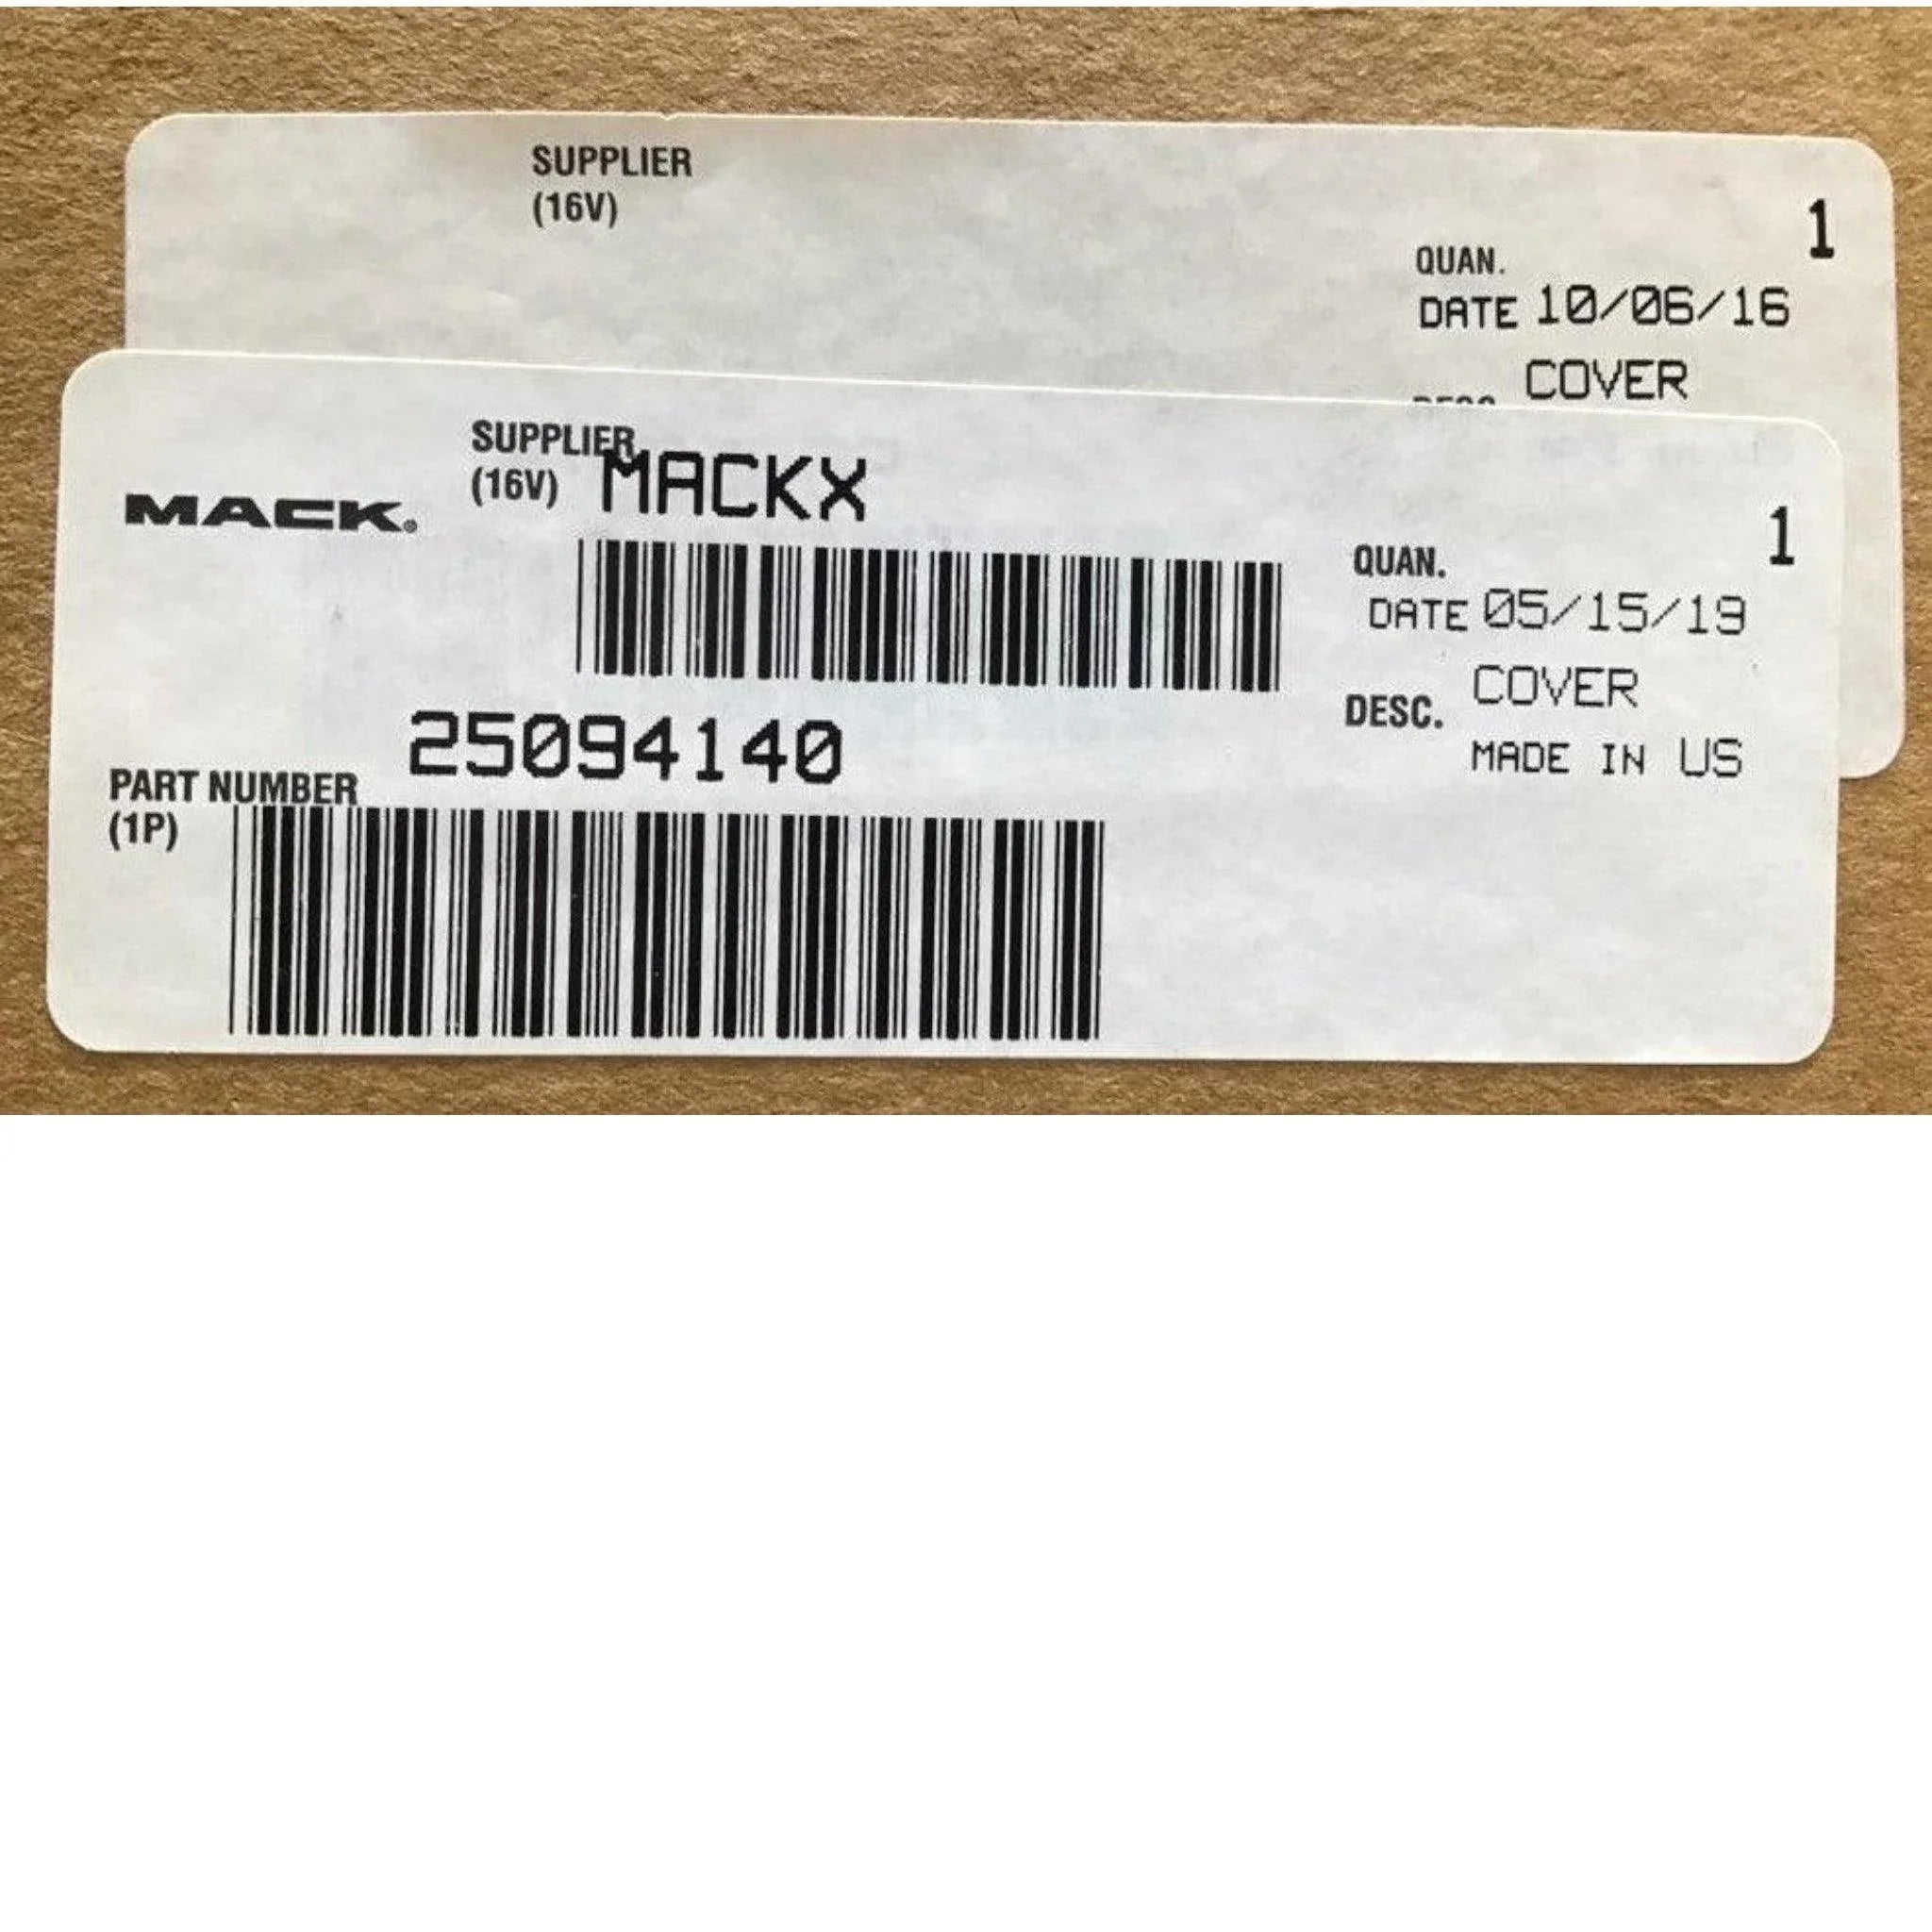 SUPPLIER
(16V)
1
QUAN.
DATE 10/06/16
COVER
SUPPLIER
(16V) MACKX
MACK®
1
QUAN.
DATE 05/15/19
COVER
DESC.
MADE IN US
25094140
PART NUMBER
(1P)